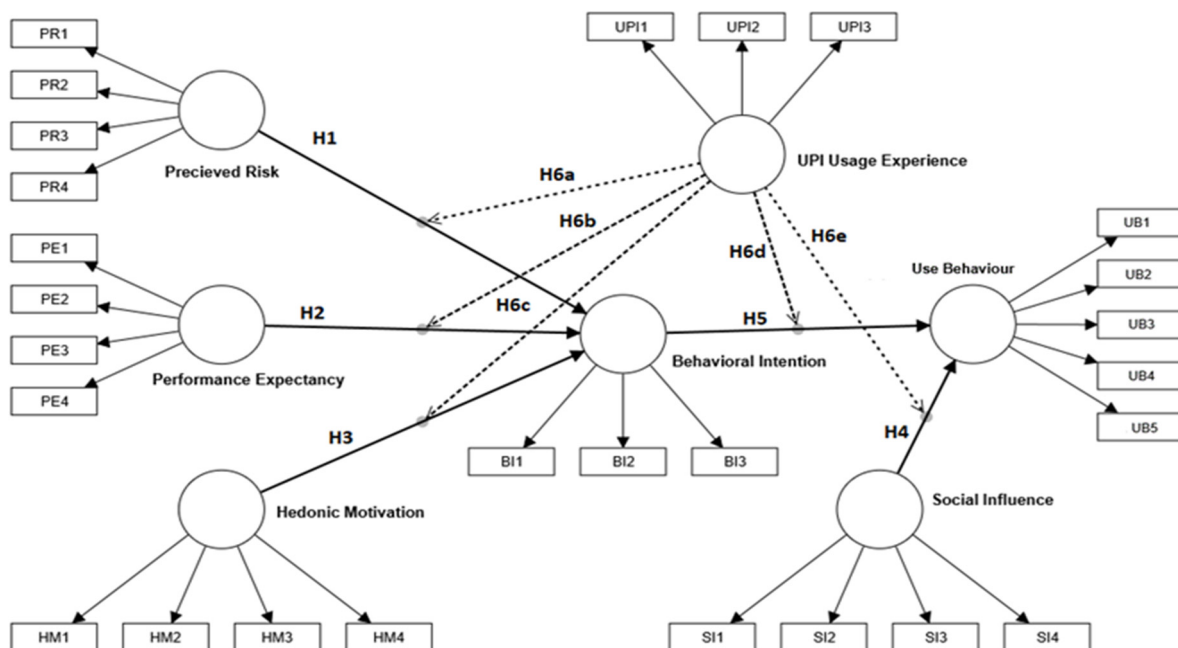 PR1
PR2
PR3
PR4
Precieved Risk
H1
UPI1
UPI2
UPI3
UPI Usage Experience
H6a
H6b
H6c
H6d
H6e
PE1
PE2
PE3
PE4
Performance Expectancy
H2
Behavioral Intention
H5
Use Behaviour
UB1
UB2
UB3
UB4
UB5
H3
BI1
BI2
BI3
H4
Hedonic Motivation
Social Influence
HM1
HM2
HM3
HM4
SI1
SI2
SI3
SI4